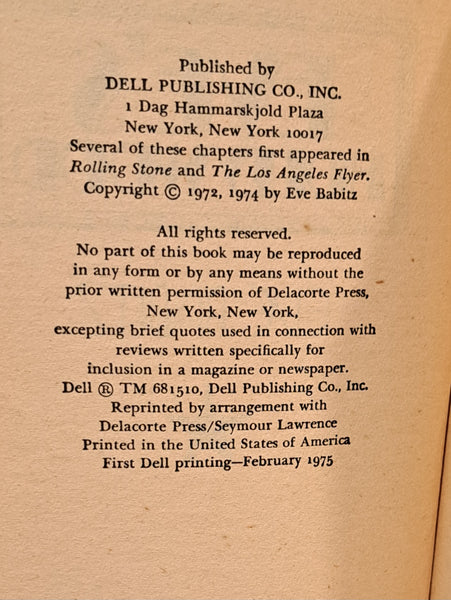 Published by
DELL PUBLISHING CO., INC.
1 Dag Hammarskjold Plaza
New York, New York 10017
Several of these chapters first appeared in
Rolling Stone and The Los Angeles Flyer.
Copyright © 1972, 1974 by Eve Babitz
All rights reserved.
No part of this book may be reproduced
in any form or by any means without the
prior written permission of Delacorte Press,
New York, New York,
excepting brief quotes used in connection with
reviews written specifically for
inclusion in a magazine or newspaper.
Dell ® TM 681510, Dell Publishing Co., Inc.
Reprinted by arrangement with
Delacorte Press/Seymour Lawrence
Printed in the United States of America
First Dell printing—February 1975